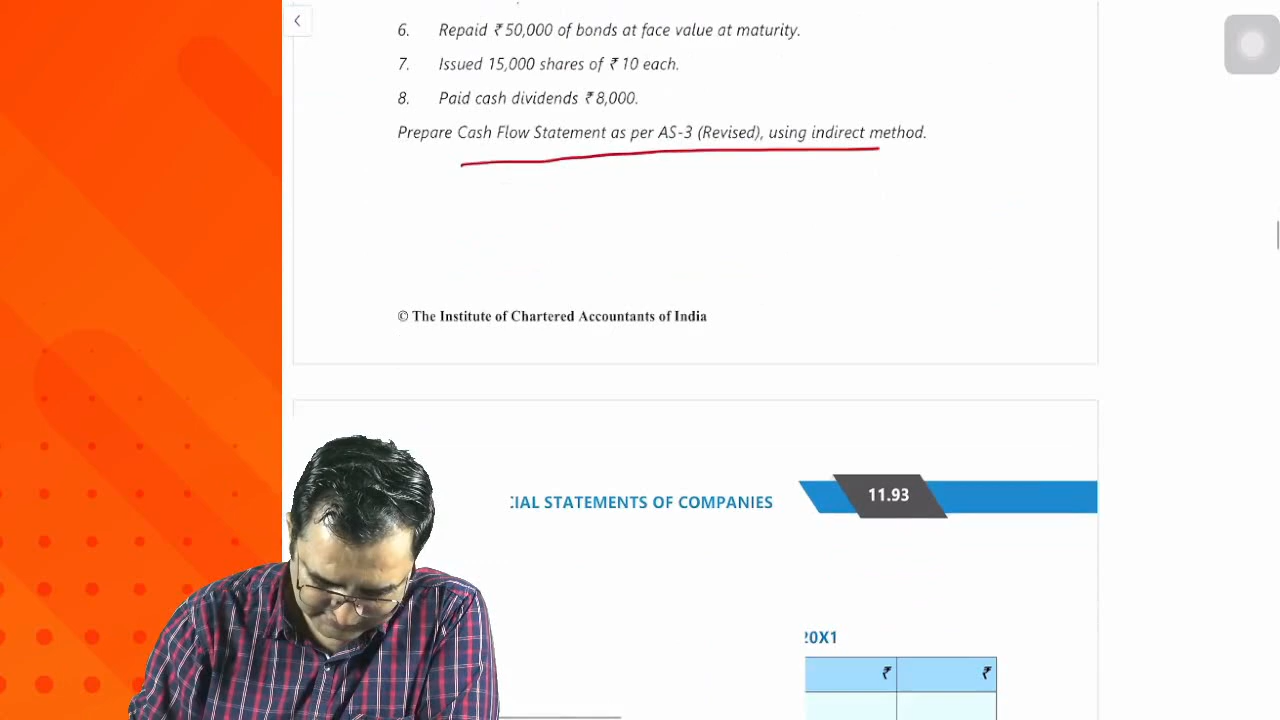 6. Repaid ₹50,000 of bonds at face value at maturity.
7. Issued 15,000 shares of ₹10 each.
8. Paid cash dividends ₹8,000.
Prepare Cash Flow Statement as per AS-3 (Revised), using indirect method.
© The Institute of Chartered Accountants of India
IAL STATEMENTS OF COMPANIES
11.93
20X1
₹ ₹